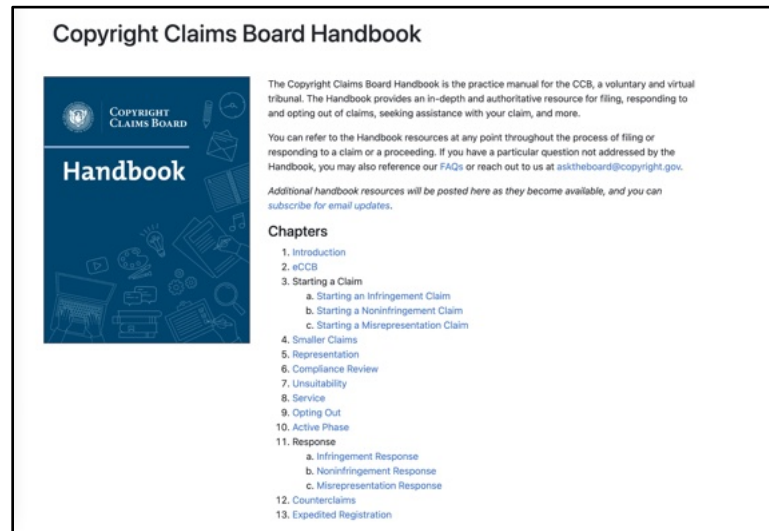 Copyright Claims Board Handbook
COPYRIGHT
CLAIMS BOARD
Handbook
The Copyright Claims Board Handbook is the practice manual for the CCB, a voluntary and virtual
tribunal. The Handbook provides an in-depth and authoritative resource for filing, responding to
and opting out of claims, seeking assistance with your claim, and more.
You can refer to the Handbook resources at any point throughout the process of filing or
responding to a claim or a proceeding. If you have a particular question not addressed by the
Handbook, you may also reference our FAQs or reach out to us at asktheboard@copyright.gov.
Additional handbook resources will be posted here as they become available, and you can
subscribe for email updates.
Chapters
1. Introduction
2. eCCB
3. Starting a Claim
a. Starting an Infringement Claim
b. Starting a Noninfringement Claim
c. Starting a Misrepresentation Claim
4. Smaller Claims
5. Representation
6. Compliance Review
7. Unsuitability
8. Service
9. Opting Out
10. Active Phase
11. Response
a. Infringement Response
b. Noninfringement Response
c. Misrepresentation Response
12. Counterclaims
13. Expedited Registration